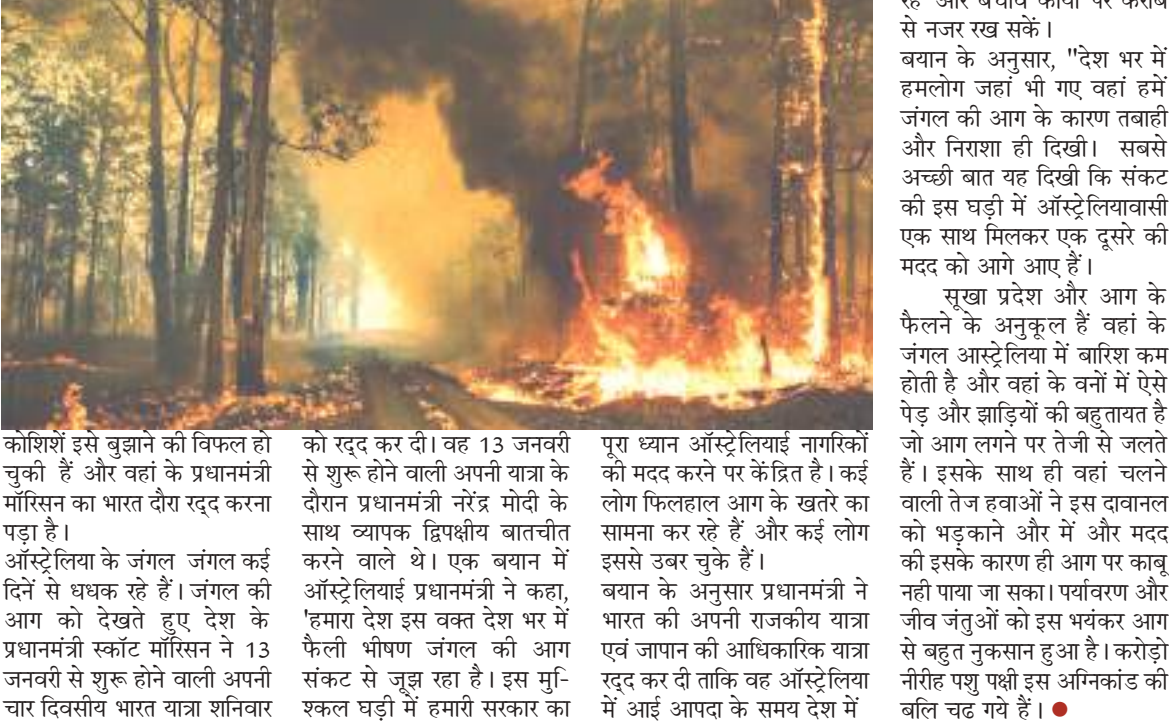 कोशिशें इसे बुझाने की विफल हो
चुकी हैं और वहां के प्रधानमंत्री
मॉरिसन का भारत दौरा रद्द करना
पड़ा है।
ऑस्ट्रेलिया के जंगल जंगल कई
दिनें से धधक रहे हैं। जंगल की
आग को देखते हुए देश के
प्रधानमंत्री स्कॉट मॉरिसन ने 13
जनवरी से शुरू होने वाली अपनी
चार दिवसीय भारत यात्रा शनिवार
को रद्द कर दी। वह 13 जनवरी
से शुरू होने वाली अपनी यात्रा के
दौरान प्रधानमंत्री नरेंद्र मोदी के
साथ व्यापक द्विपक्षीय बातचीत
करने वाले थे। एक बयान में
ऑस्ट्रेलियाई प्रधानमंत्री ने कहा,
'हमारा देश इस वक्त देश भर में
फैली भीषण जंगल की आग
संकट से जूझ रहा है। इस मुि-
श्कल घड़ी में हमारी सरकार का
पूरा ध्यान ऑस्ट्रेलियाई नागरिकों
की मदद करने पर केंद्रित है। कई
लोग फिलहाल आग के खतरे का
सामना कर रहे हैं और कई लोग
इससे उबर चुके हैं।
बयान के अनुसार प्रधानमंत्री ने
भारत की अपनी राजकीय यात्रा
एवं जापान की आधिकारिक यात्रा
रद्द कर दी ताकि वह ऑस्ट्रेलिया
में आई आपदा के समय देश में
रहें और बचाव कार्यों पर करीब
से नजर रख सकें।
बयान के अनुसार, "देश भर में
हमलोग जहां भी गए वहां हमें
जंगल की आग के कारण तबाही
और निराशा ही दिखी। सबसे
अच्छी बात यह दिखी कि संकट
की इस घड़ी में ऑस्ट्रेलियावासी
एक साथ मिलकर एक दूसरे की
मदद को आगे आए हैं।
सूखा प्रदेश और आग के
फैलने के अनुकूल हैं वहां के
जंगल आस्ट्रेलिया में बारिश कम
होती है और वहां के वनों में ऐसे
पेड़ और झाड़ियों की बहुतायत है
जो आग लगने पर तेजी से जलते
हैं। इसके साथ ही वहां चलने
वाली तेज हवाओं ने इस दावानल
को भड़काने और में और मदद
की इसके कारण ही आग पर काबू
नही पाया जा सका। पर्यावरण और
जीव जंतुओं को इस भयंकर आग
से बहुत नुकसान हुआ है। करोड़ो
नीरीह पशु पक्षी इस अग्निकांड की
बलि चढ गये हैं।